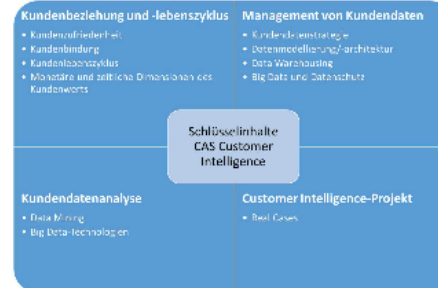 Kundenbeziehung und -lebenszyklus
• Kundenzufriedenheit
• Kundenbindung
• Kundenlebenszyklus
• Monetäre und zeitliche Dimensionen des
Kundenwerts
Management von Kundendaten
• Kundendatenstrategie
• Datenmodellierung/-architektur
• Data Warehousing
• Big Data und Datenschutz
Schlüsselinhalte
CAS Customer
Intelligence
Kundendatenanalyse
• Data Mining
• Big Data-Technologien
Customer Intelligence-Projekt
• Real Cases